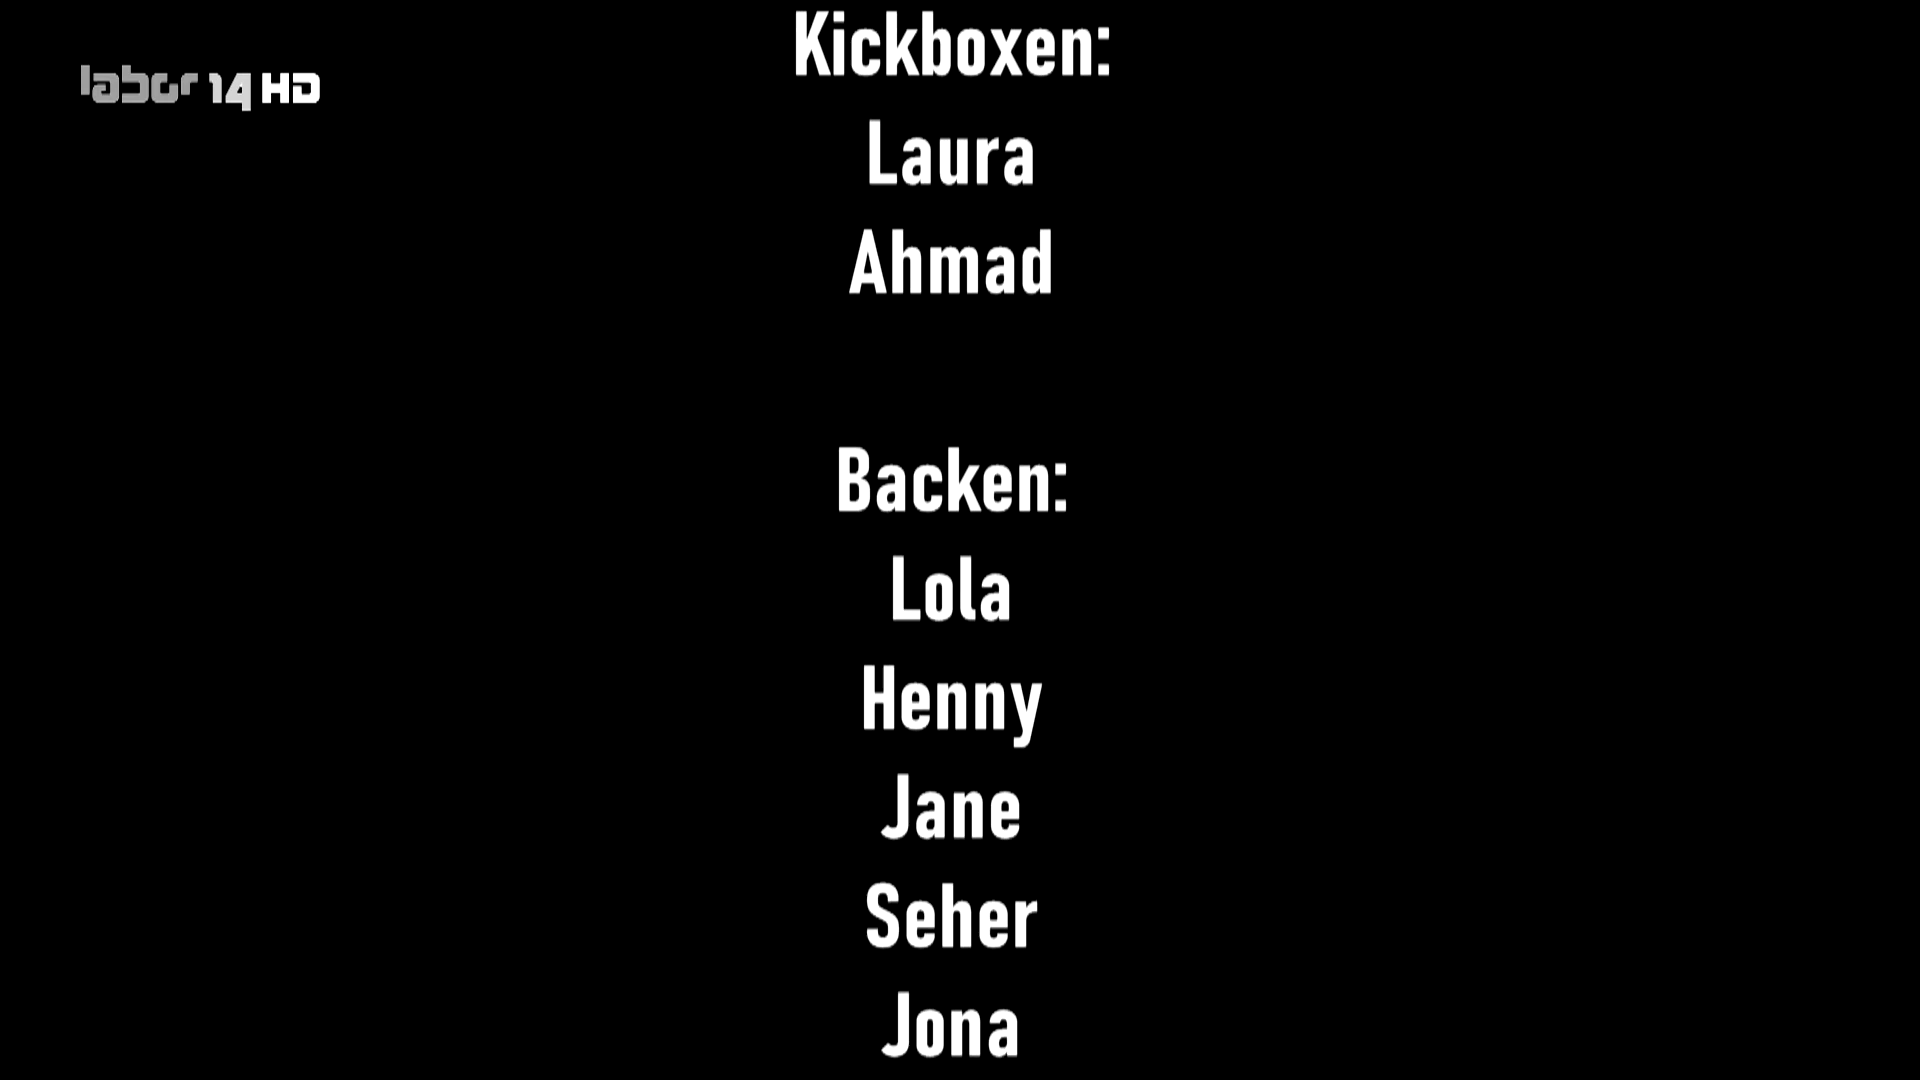 labor 14 HD
Kickboxen:
Laura
Ahmad
Backen:
Lola
Henny
Jane
Seher
Jona